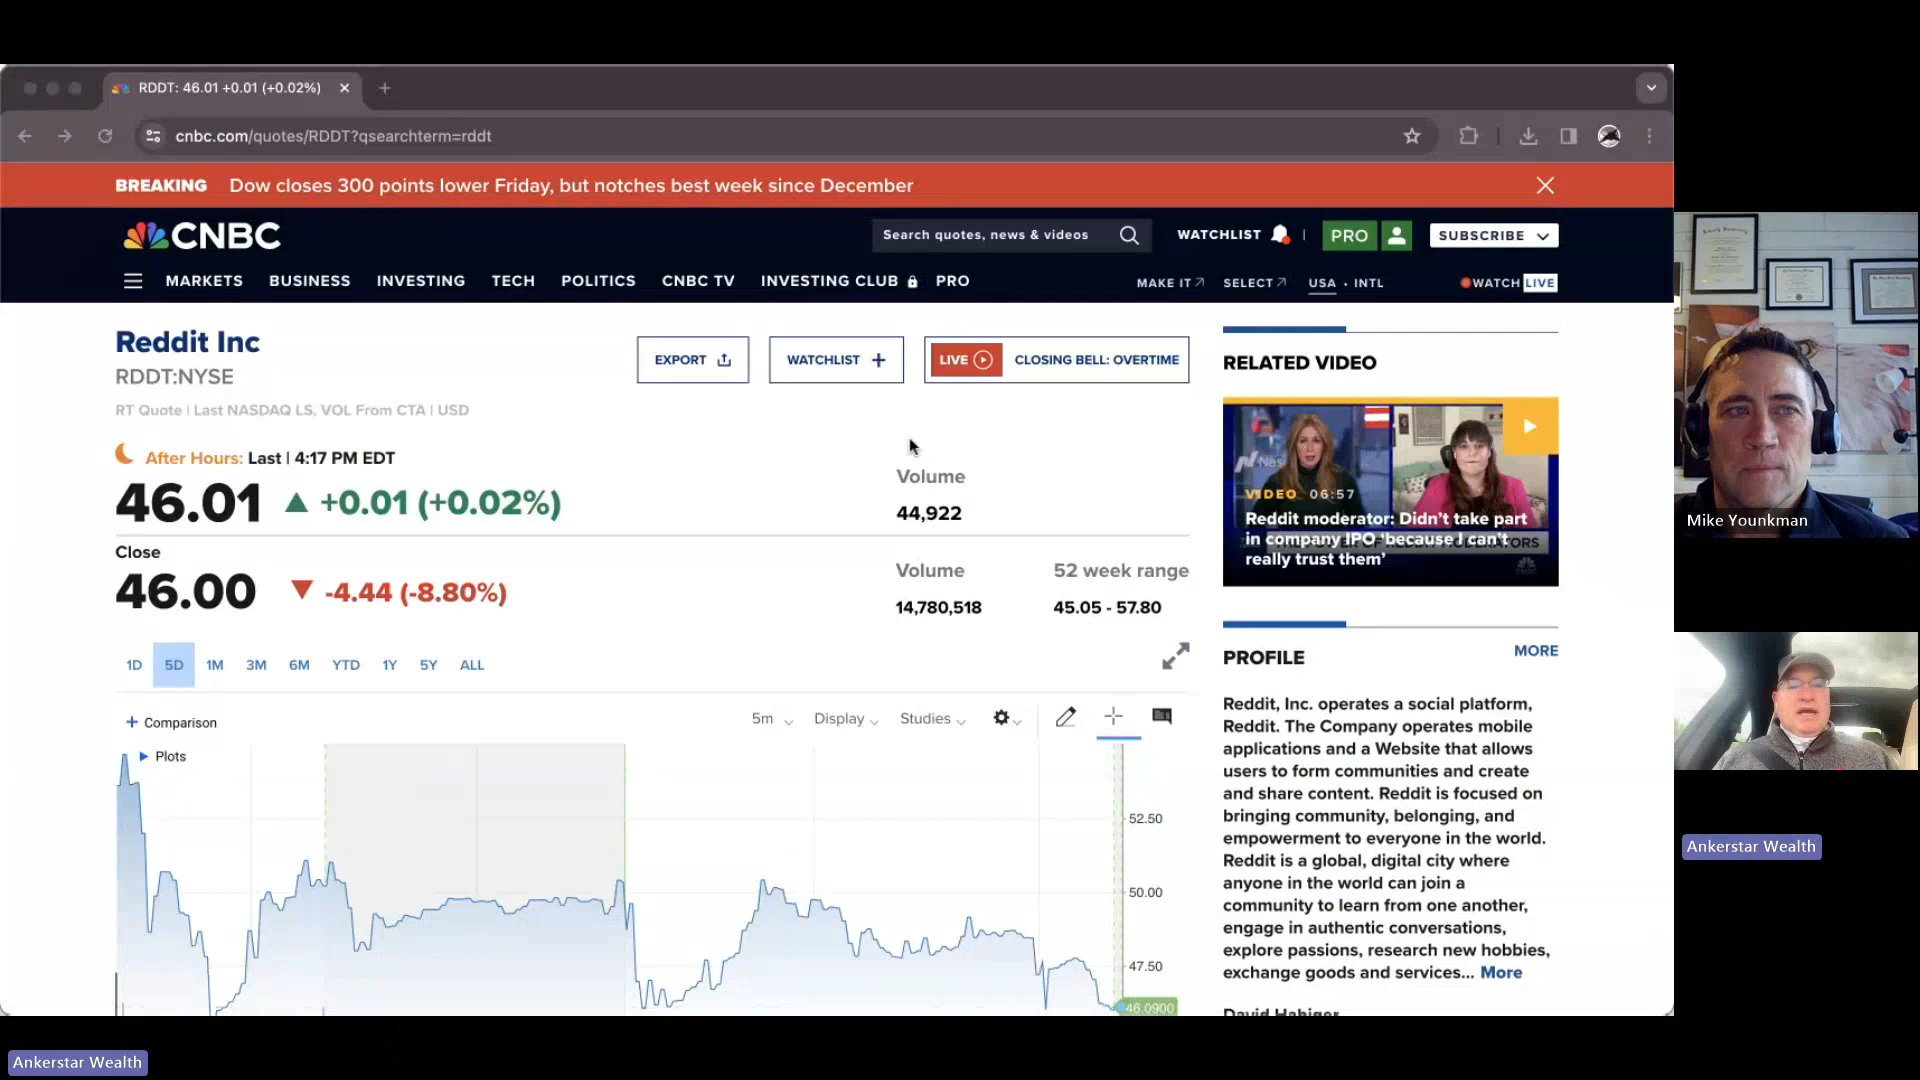 RDDT: 46.01 +0.01 (+0.02%)
cnbc.com/quotes/RDDT?qsearchterm=rddt
BREAKING Dow closes 300 points lower Friday, but notches best week since December
CNBC
Search quotes, news & videos
WATCHLIST
PRO
SUBSCRIBE
MARKETS BUSINESS INVESTING TECH POLITICS CNBC TV INVESTING CLUB PRO
MAKE IT SELECT USA • INTL WATCH LIVE
Reddit Inc
RDDT:NYSE
RT Quote | Last NASDAQ LS, VOL From CTA | USD
EXPORT
WATCHLIST +
LIVE CLOSING BELL: OVERTIME
After Hours: Last | 4:17 PM EDT
46.01 +0.01 (+0.02%)
Volume
44,922
Close
46.00 -4.44 (-8.80%)
Volume
14,780,518
52 week range
45.05 - 57.80
1D 5D 1M 3M 6M YTD 1Y 5Y ALL
+ Comparison
5m Display Studies
Plots
52.50
50.00
47.50
46.0900
RELATED VIDEO
VIDEO 06:57
Reddit moderator: Didn't take part
in company IPO 'because I can't
really trust them'
PROFILE
MORE
Reddit, Inc. operates a social platform,
Reddit. The Company operates mobile
applications and a Website that allows
users to form communities and create
and share content. Reddit is focused on
bringing community, belonging, and
empowerment to everyone in the world.
Reddit is a global, digital city where
anyone in the world can join a
community to learn from one another,
engage in authentic conversations,
explore passions, research new hobbies,
exchange goods and services... More
David Habiger
Mike Younkman
Ankerstar Wealth
Ankerstar Wealth